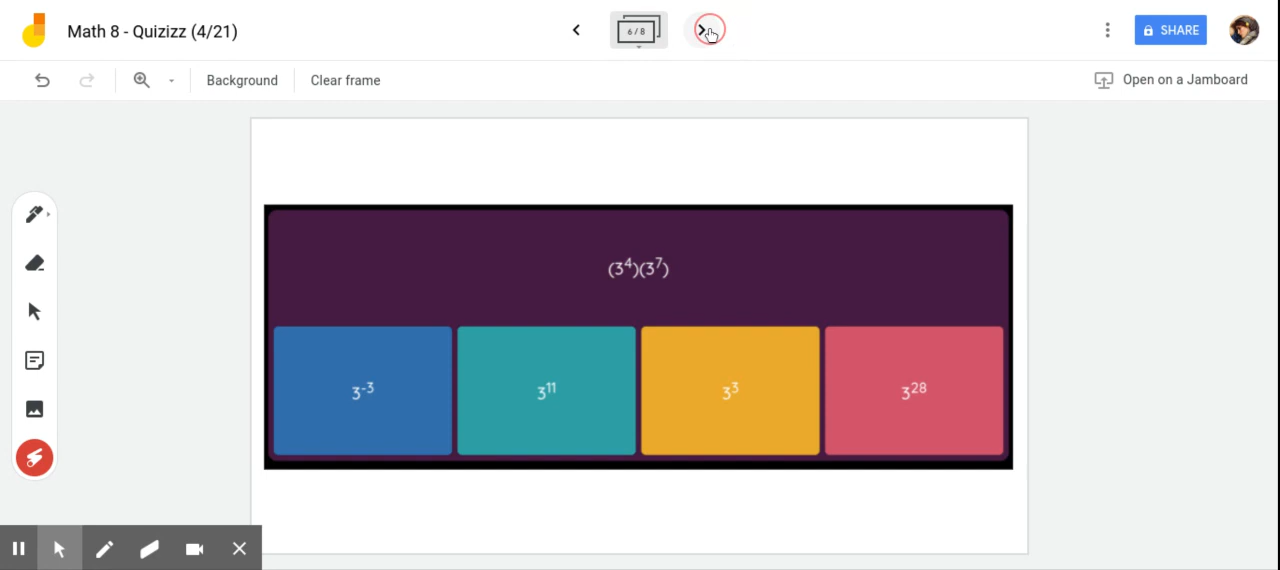 Math 8 - Quizizz (4/21)
6 / 8
SHARE
Background
Clear frame
Open on a Jamboard
(3⁴)(3⁷)
3⁻³
3¹¹
3³
3²⁸